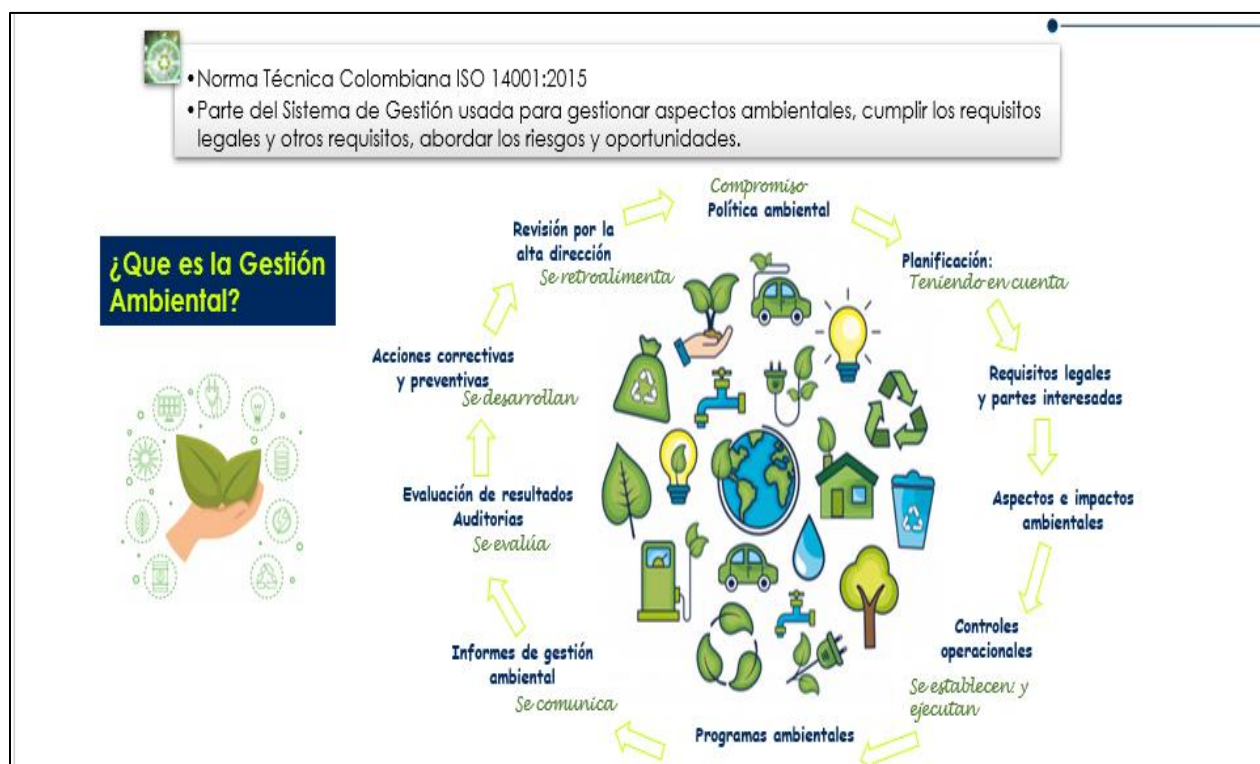 •Norma Técnica Colombiana ISO 14001:2015
•Parte del Sistema de Gestión usada para gestionar aspectos ambientales, cumplir los requisitos
legales y otros requisitos, abordar los riesgos y oportunidades.
¿Que es la Gestión
Ambiental?
Compromiso
Política ambiental
Planificación:
Teniendo en cuenta
Requisitos legales
y partes interesadas
Aspectos e impactos
ambientales
Controles
operacionales
Se establecen: y
ejecutan
Programas ambientales
Informes de gestión
ambiental
Se comunica
Evaluación de resultados
Auditorias
Se evalúa
Acciones correctivas
y preventivas
Se desarrollan
Revisión por la
alta dirección
Se retroalimenta